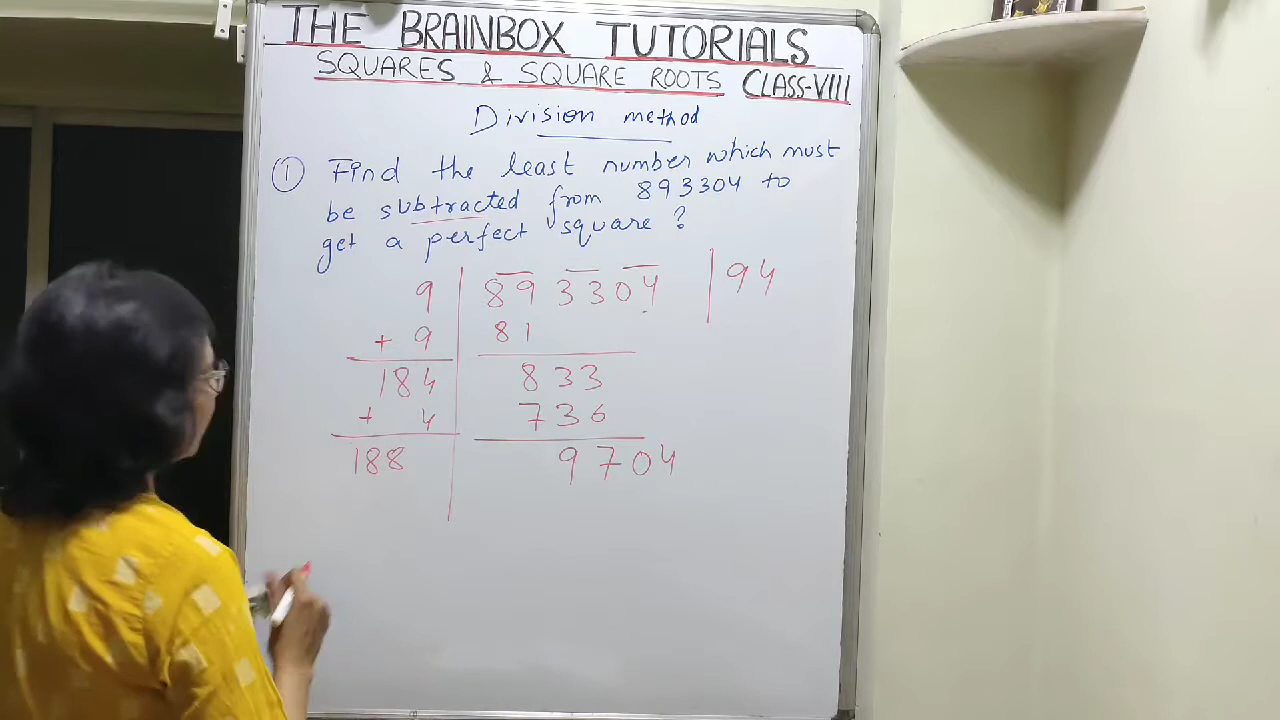 THE BRAINBOX TUTORIALS
SQUARES & SQUARE ROOTS CLASS-VIII
Division method
① Find the least number which must
be subtracted from 893304 to
get a perfect square?
9 | 893304 | 94
+ 9 | 81
184 | 833
+ 4 | 736
188 | 9704